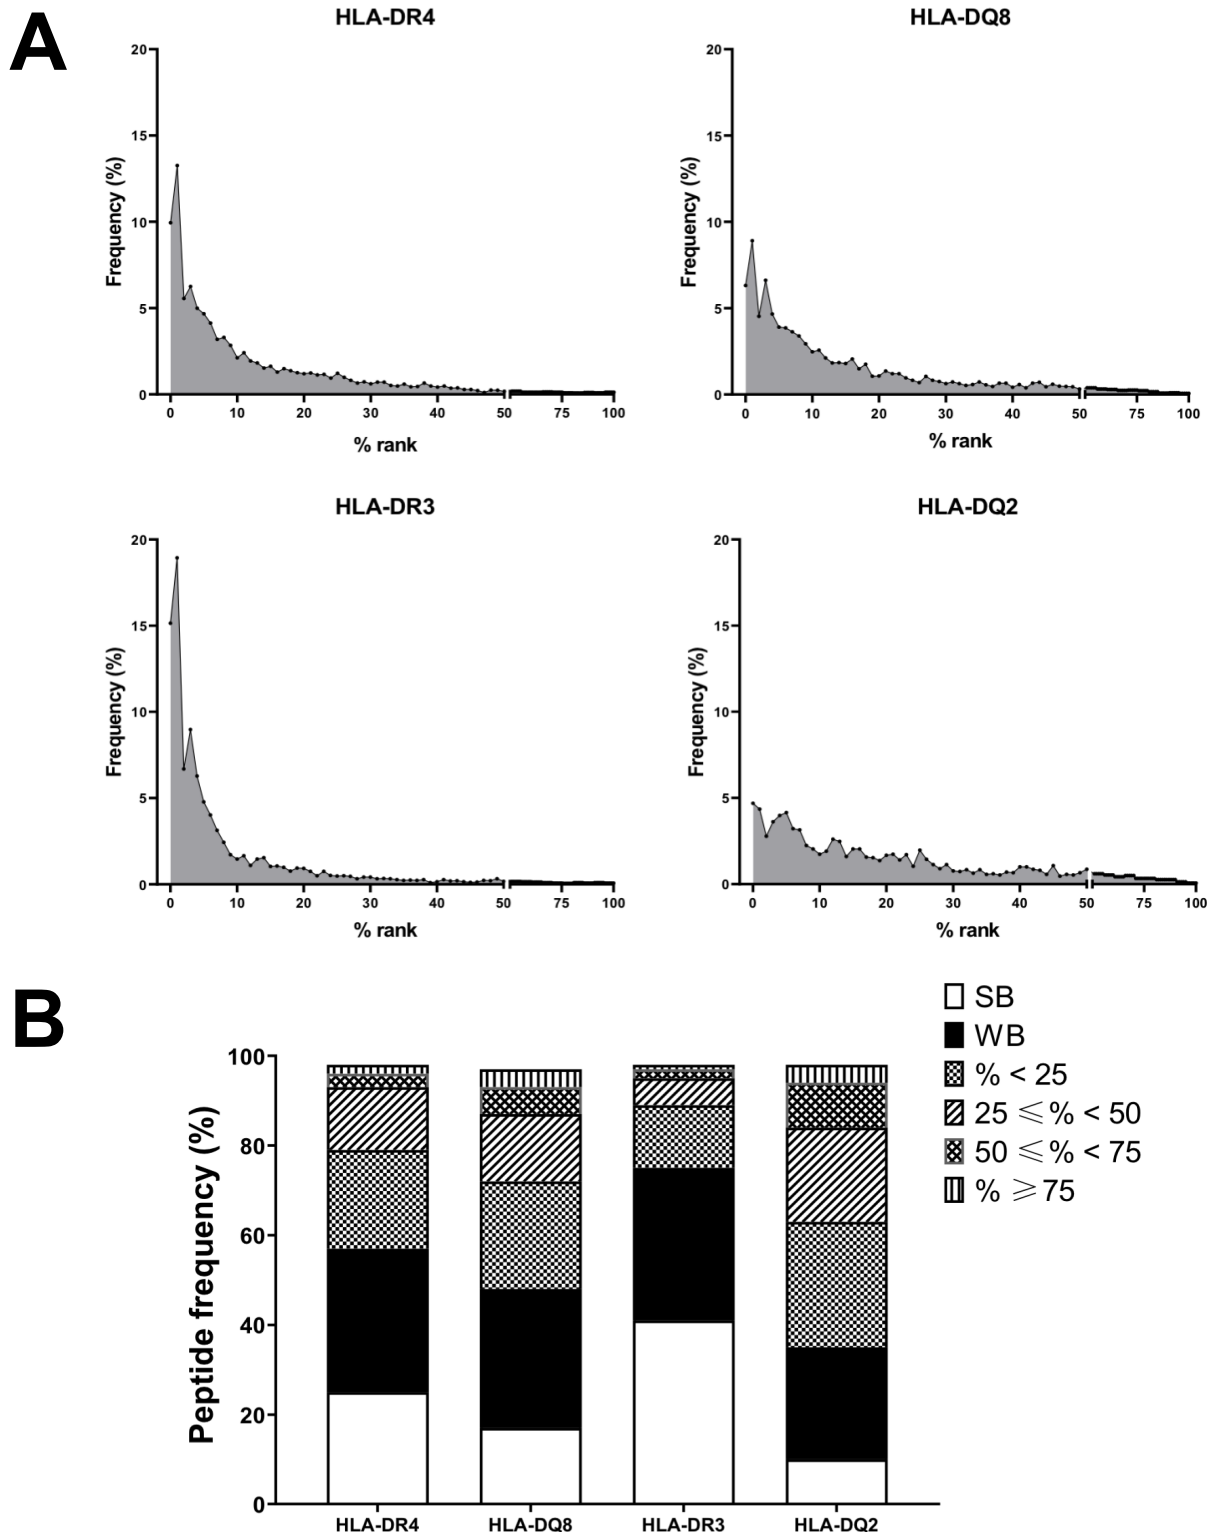 A
HLA-DR4
20
15
10
5
0
Frequency (%)
0 10 20 30 40 50 75 100
% rank
HLA-DQ8
20
15
10
5
0
Frequency (%)
0 10 20 30 40 50 75 100
% rank
HLA-DR3
20
15
10
5
0
Frequency (%)
0 10 20 30 40 50 75 100
% rank
HLA-DQ2
20
15
10
5
0
Frequency (%)
0 10 20 30 40 50 75 100
% rank
B
SB
WB
% < 25
25 ≤ % < 50
50 ≤ % < 75
% ≥ 75
100
80
60
40
20
0
Peptide frequency (%)
HLA-DR4 HLA-DQ8 HLA-DR3 HLA-DQ2